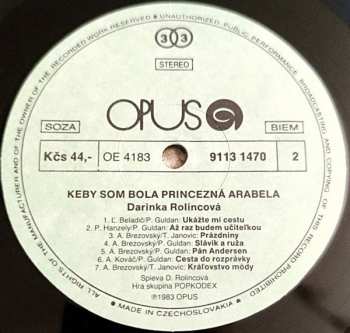 ALL RIGHTS OF THE MANUFACTURER AND OF THE OWNER OF THE RECORDED WORK RESERVED • UNAUTHORIZED PUBLIC PERFORMANCE BROADCASTING AND COPYING OF THIS RECORD PROHIBITED
33
STEREO
OPUS
SOZA
BIEM
Kčs 44,-
OE 4183
9113 1470
2
KEBY SOM BOLA PRINCEZNÁ ARABELA
Darinka Rolincová
1. Ľ. Beladič/P. Guldan: Ukážte mi cestu
2. P. Hanzely/P. Guldan: Až raz budem učiteľkou
3. A. Brezovský/T. Janovic: Prázdniny
4. A. Brezovský/P. Guldan: Slávik a ruža
5. A. Brezovský/P. Guldan: Pán Andersen
6. A. Kováč/P. Guldan: Cesta do rozprávky
7. A. Brezovský/T. Janovic: Kráľovstvo módy
Spieva D. Rolincová
Hra skupina POPKODEX
Ⓟ1983 OPUS
• MADE IN CZECHOSLOVAKIA •